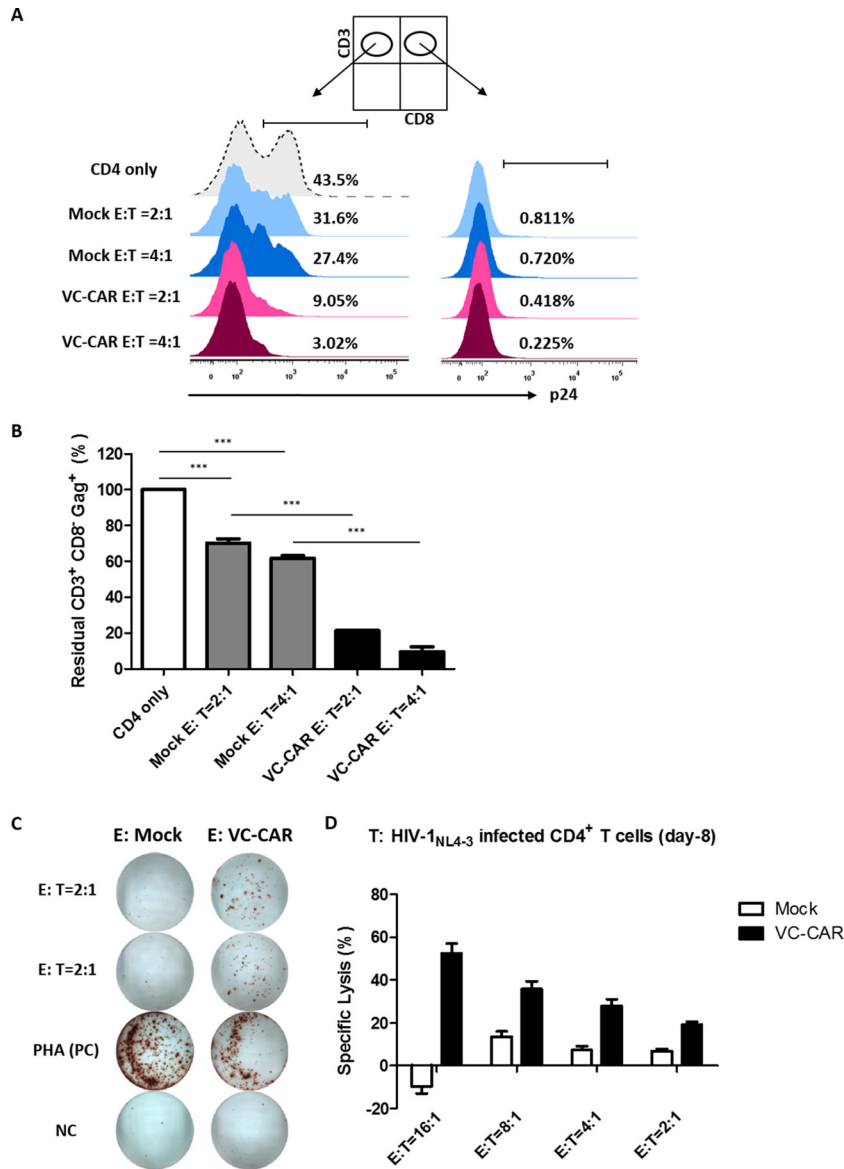 A
CD3
CD8
CD4 only
43.5%
Mock E:T =2:1
31.6%
0.811%
Mock E:T =4:1
27.4%
0.720%
VC-CAR E:T =2:1
9.05%
0.418%
VC-CAR E:T =4:1
3.02%
0.225%
0 10² 10³ 10⁴ 10⁵
0 10² 10³ 10⁴ 10⁵
p24
B
Residual CD3⁺ CD8⁻ Gag⁺ (%)
120
100
80
60
40
20
0
***
***
***
***
CD4 only
Mock E: T=2:1
Mock E: T=4:1
VC-CAR E: T=2:1
VC-CAR E: T=4:1
C
E: Mock E: VC-CAR
E: T=2:1
E: T=2:1
PHA (PC)
NC
D
T: HIV-1NL4-3 infected CD4⁺ T cells (day-8)
Specific Lysis (%)
80
60
40
20
0
-20
Mock
VC-CAR
E:T=16:1
E:T=8:1
E:T=4:1
E:T=2:1